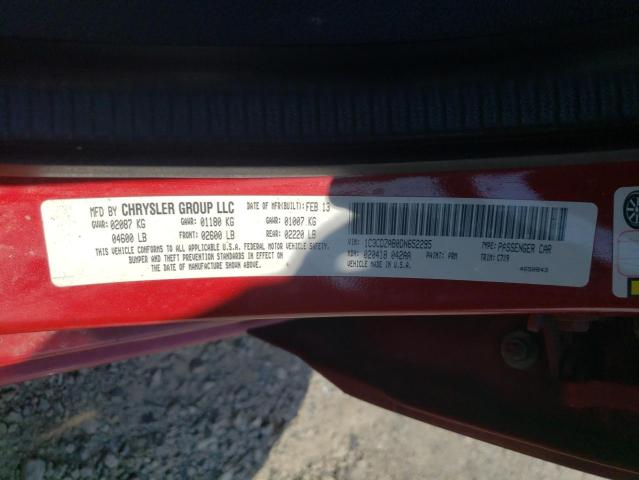 MFD BY CHRYSLER GROUP LLC DATE OF MFR(BUILT): FEB 13
GVWR: 02087 KG GAWR: 01180 KG GAWR: 01007 KG
04600 LB FRONT: 02600 LB REAR: 02220 LB
THIS VEHICLE CONFORMS TO ALL APPLICABLE U.S.A. FEDERAL MOTOR VEHICLE SAFETY,
BUMPER AND THEFT PREVENTION STANDARDS IN EFFECT ON
THE DATE OF MANUFACTURE SHOWN ABOVE.
VIN: 1C3CDZAB0DN652295 TYPE: PASSENGER CAR
MDH: 020418 042AA PAINT: PRM TRIM: C7X9
VEHICLE MADE IN U.S.A.